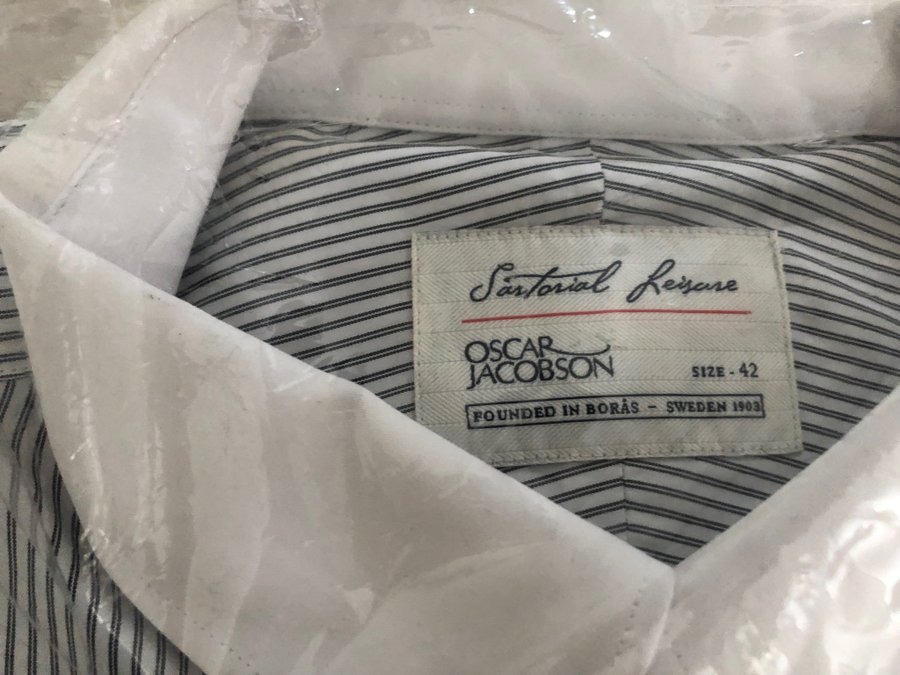 Sartorial Leisure
OSCAR
JACOBSON
SIZE - 42
FOUNDED IN BORÅS - SWEDEN 1903